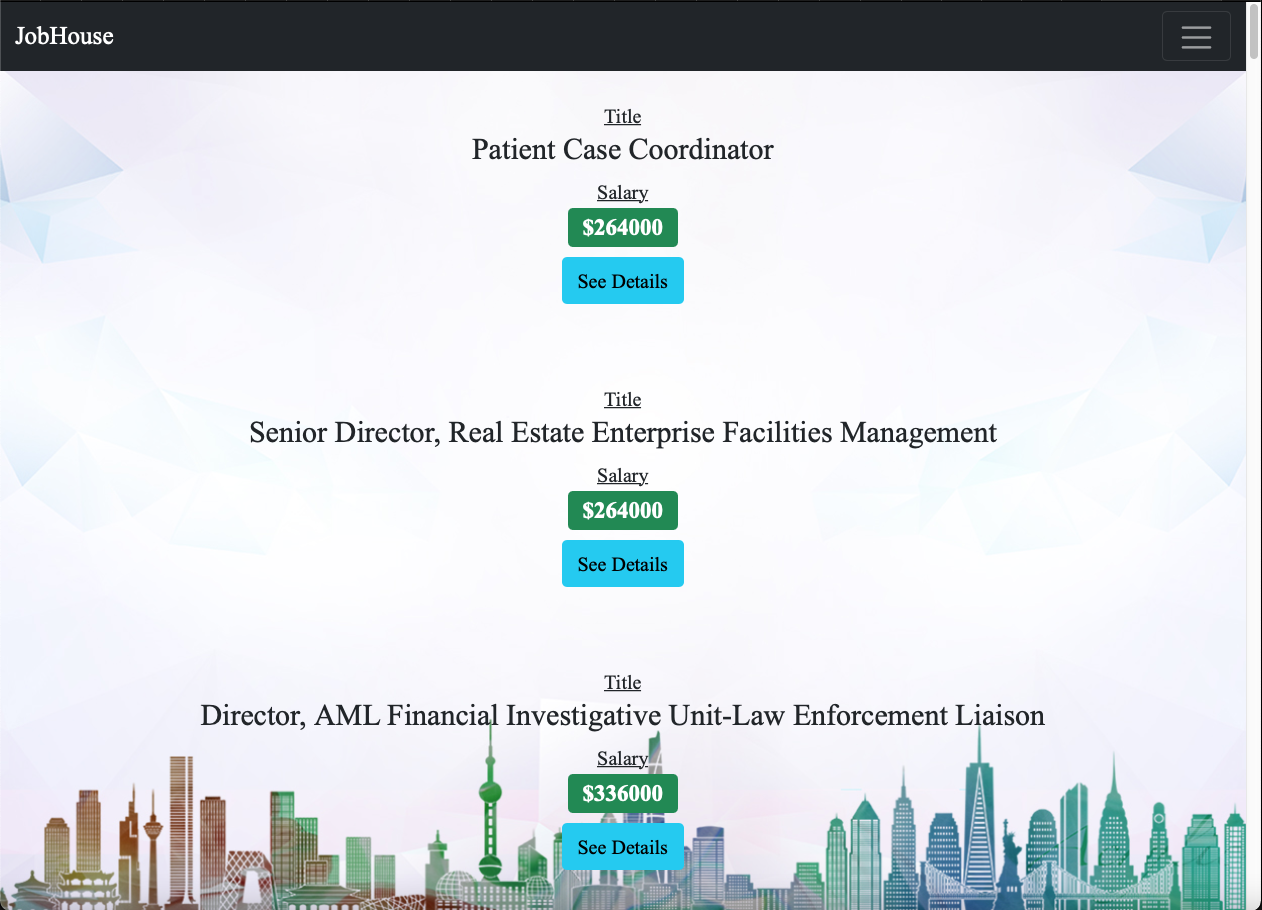 JobHouse
Title
Patient Case Coordinator
Salary
$264000
See Details
Title
Senior Director, Real Estate Enterprise Facilities Management
Salary
$264000
See Details
Title
Director, AML Financial Investigative Unit-Law Enforcement Liaison
Salary
$336000
See Details